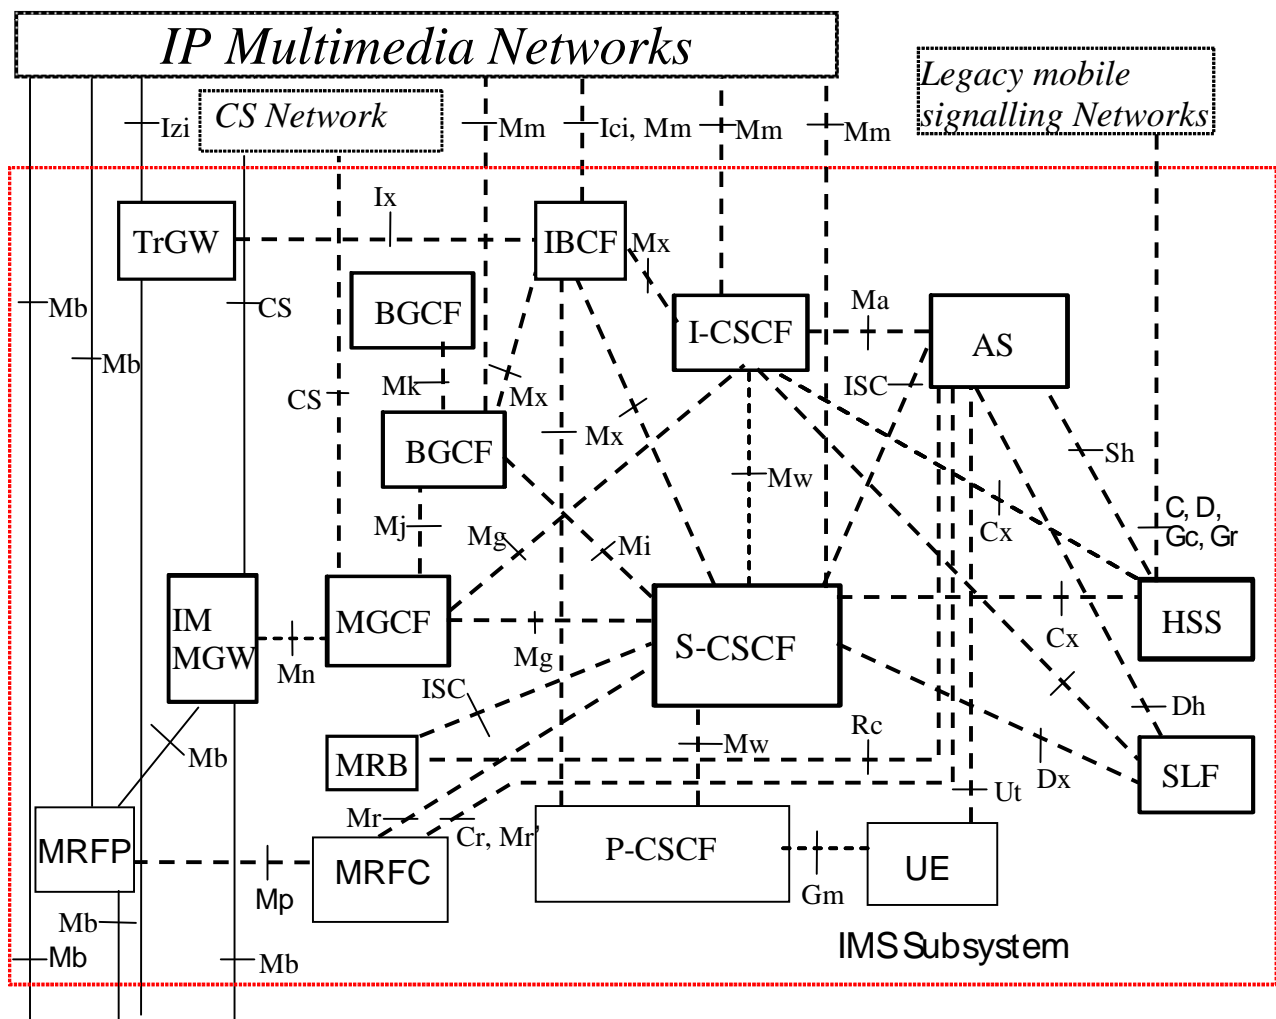 IP Multimedia Networks
Legacy mobile
signalling Networks
CS Network
Izi
Mm
Ici, Mm
Mm
Mm
Ix
TrGW
IBCF
Mx
Mb
CS
BGCF
I-CSCF
Ma
AS
Mb
Mk
CS
Mx
ISC
BGCF
Mx
Mw
Sh
Mj
Mg
Mi
Cx
C, D,
Gc, Gr
IM
MGW
MGCF
S-CSCF
HSS
Mn
Mg
Cx
ISC
Mb
MRB
Mw
Rc
Dh
Dx
SLF
Ut
Mr
Cr, Mr'
MRFP
MRFC
P-CSCF
UE
Mp
Gm
Mb
Mb
Mb
IMS Subsystem